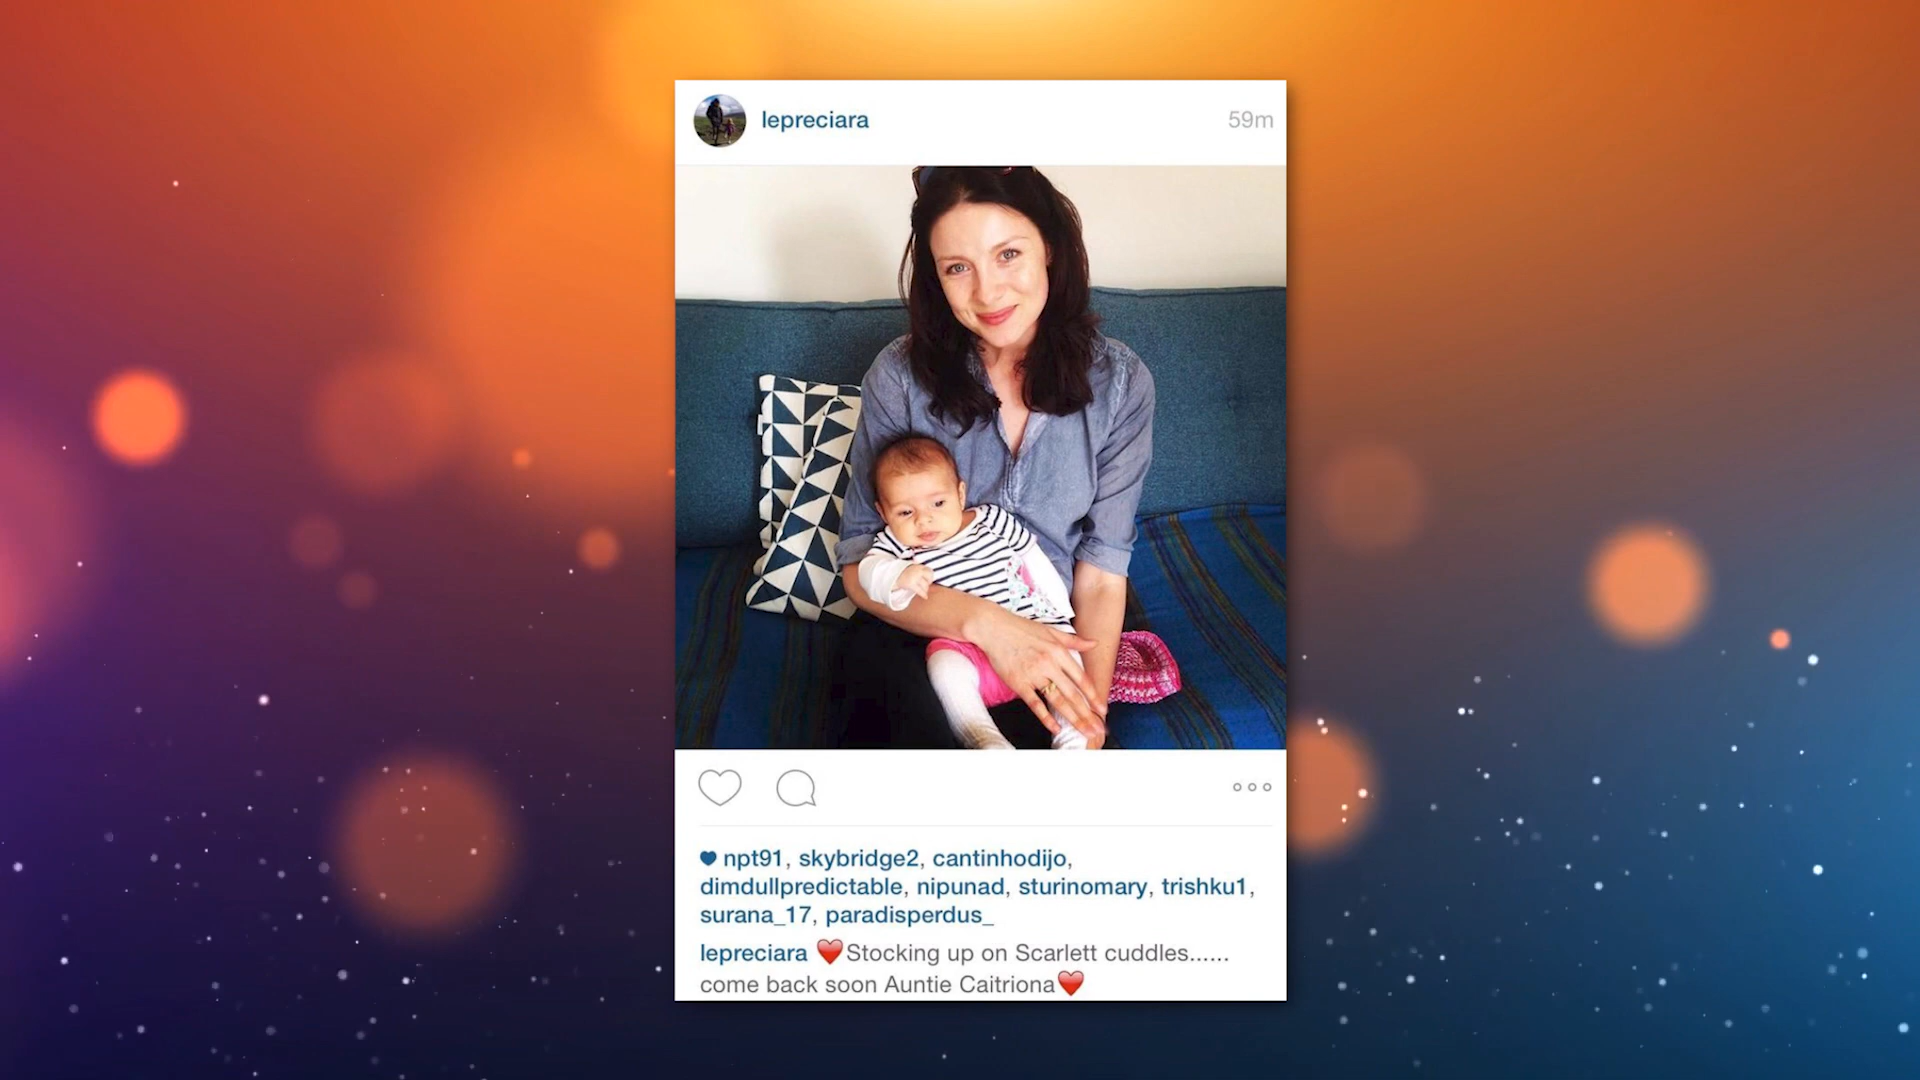 lepreciara
59m
npt91, skybridge2, cantinhodijo,
dimdullpredictable, nipunad, sturinomary, trishku1,
surana_17, paradisperdus_
lepreciara ❤️Stocking up on Scarlett cuddles......
come back soon Auntie Caitriona❤️